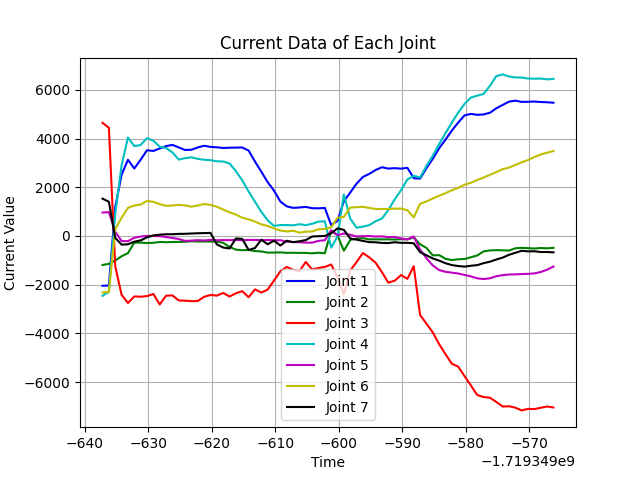 Current Data of Each Joint
Current Value
6000
4000
2000
0
−2000
−4000
−6000
Joint 1
Joint 2
Joint 3
Joint 4
Joint 5
Joint 6
Joint 7
−640 −630 −620 −610 −600 −590 −580 −570
Time
−1.719349e9